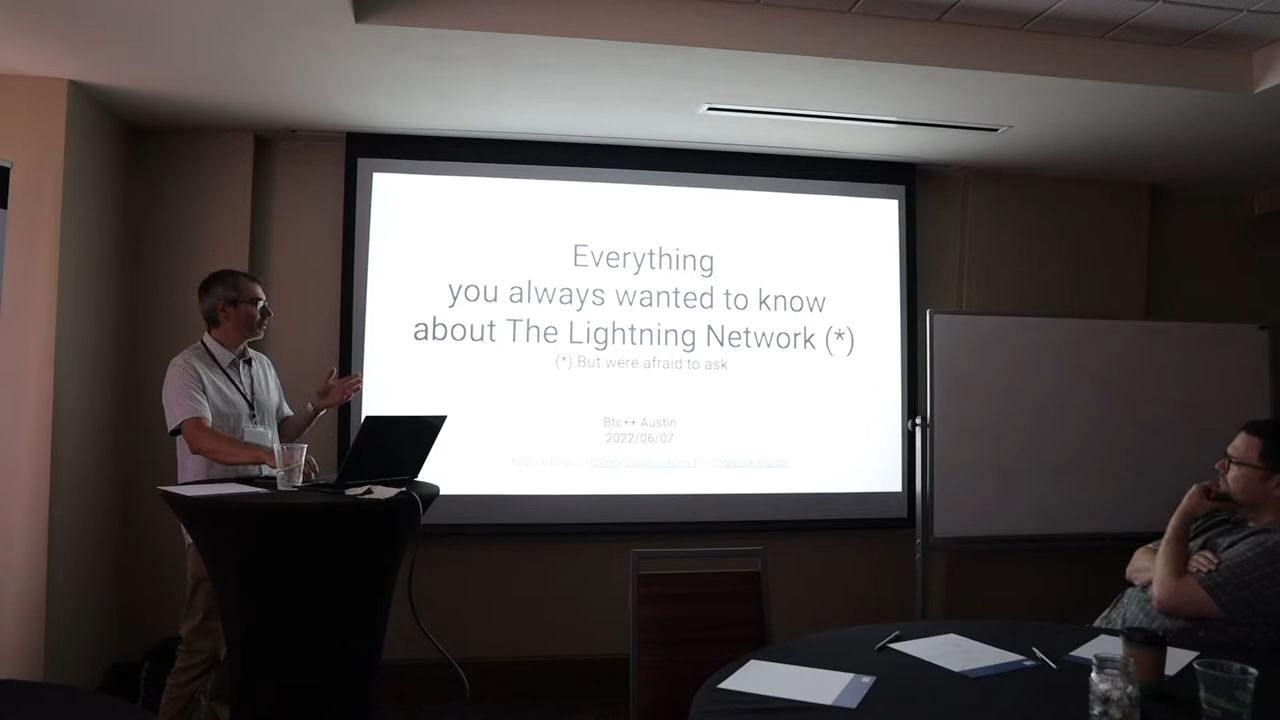 Everything
you always wanted to know
about The Lightning Network (*)
(*) But were afraid to ask
Btc++ Austin
2022/06/07